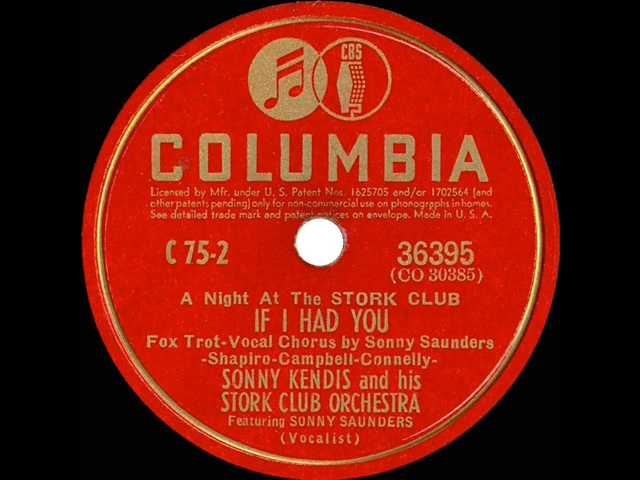 CBS
COLUMBIA
Licensed by Mfr. under U. S. Patent Nos. 1625705 and/or 1702564 (and
other patents pending) only for non-commercial use on phonographs in homes.
See detailed trade mark and patent notices on envelope. Made in U. S. A.
C 75-2 36395
(CO 30385)
A Night At The STORK CLUB
IF I HAD YOU
Fox Trot-Vocal Chorus by Sonny Saunders
-Shapiro-Campbell-Connelly-
SONNY KENDIS and his
STORK CLUB ORCHESTRA
Featuring SONNY SAUNDERS
(Vocalist)